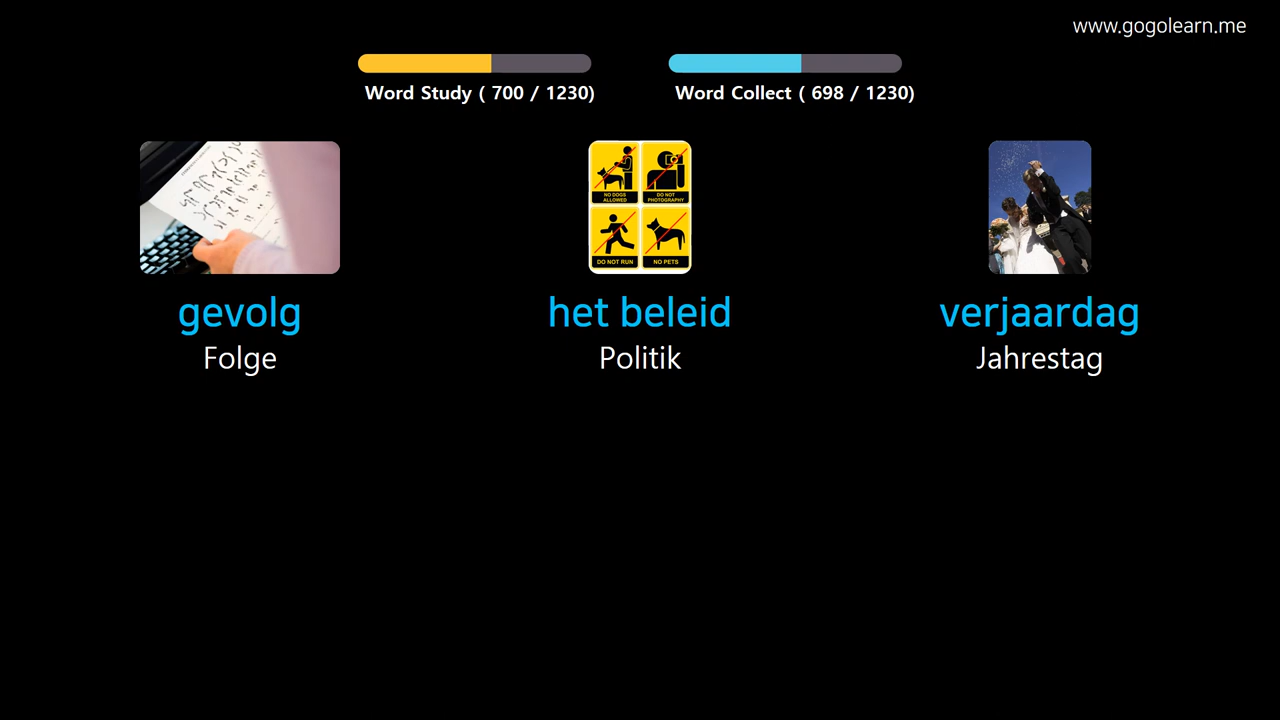 www.gogolearn.me
Word Study ( 700 / 1230)
Word Collect ( 698 / 1230)
NO DOGS
ALLOWED
DO NOT
PHOTOGRAPHY
DO NOT RUN
NO PETS
gevolg
het beleid
verjaardag
Folge
Politik
Jahrestag